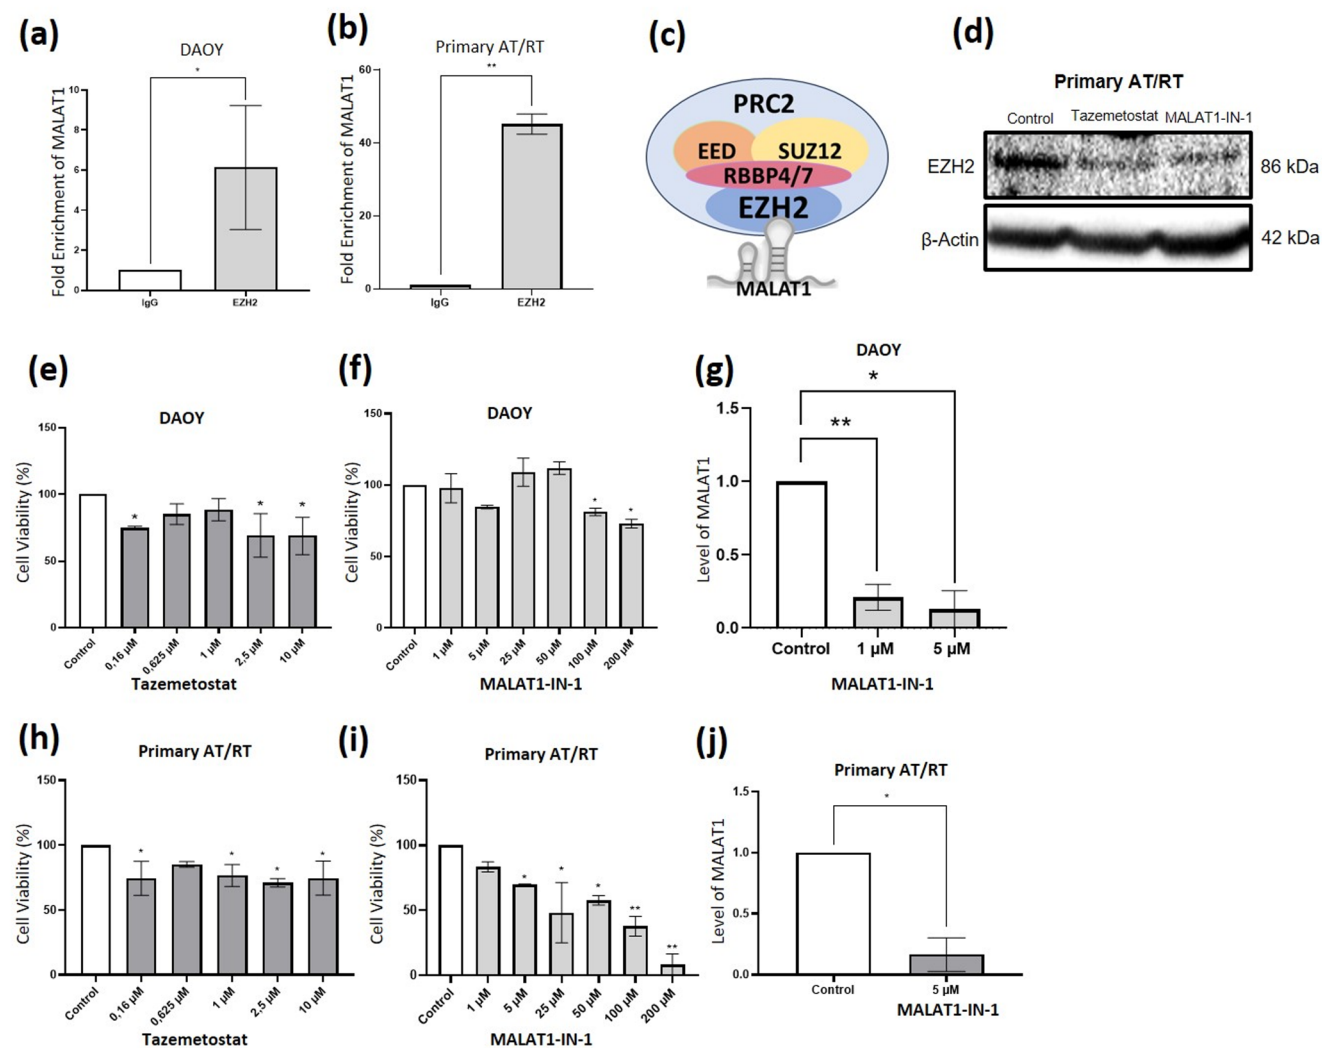 (a)
DAOY
*
Fold Enrichment of MALAT1
10
8
6
4
2
0
IgG
EZH2
(b)
Primary AT/RT
**
Fold Enrichment of MALAT1
60
40
20
0
IgG
EZH2
(c)
PRC2
EED
SUZ12
RBBP4/7
EZH2
MALAT1
(d)
Primary AT/RT
Control
Tazemetostat
MALAT1-IN-1
EZH2
86 kDa
β-Actin
42 kDa
(e)
DAOY
Cell Viability (%)
150
100
50
0
*
*
*
Control
0,16 µM
0,625 µM
1 µM
2,5 µM
10 µM
Tazemetostat
(f)
DAOY
Cell Viability (%)
150
100
50
0
*
*
Control
1 µM
5 µM
25 µM
50 µM
100 µM
200 µM
MALAT1-IN-1
(g)
DAOY
*
**
Level of MALAT1
1.5
1.0
0.5
0.0
Control
1 µM
5 µM
MALAT1-IN-1
(h)
Primary AT/RT
Cell Viability (%)
150
100
50
0
*
*
*
*
Control
0,16 µM
0,625 µM
1 µM
2,5 µM
10 µM
Tazemetostat
(i)
Primary AT/RT
Cell Viability (%)
150
100
50
0
*
*
*
**
**
Control
1 µM
5 µM
25 µM
50 µM
100 µM
200 µM
MALAT1-IN-1
(j)
Primary AT/RT
*
Level of MALAT1
1.5
1.0
0.5
0.0
Control
5 µM
MALAT1-IN-1